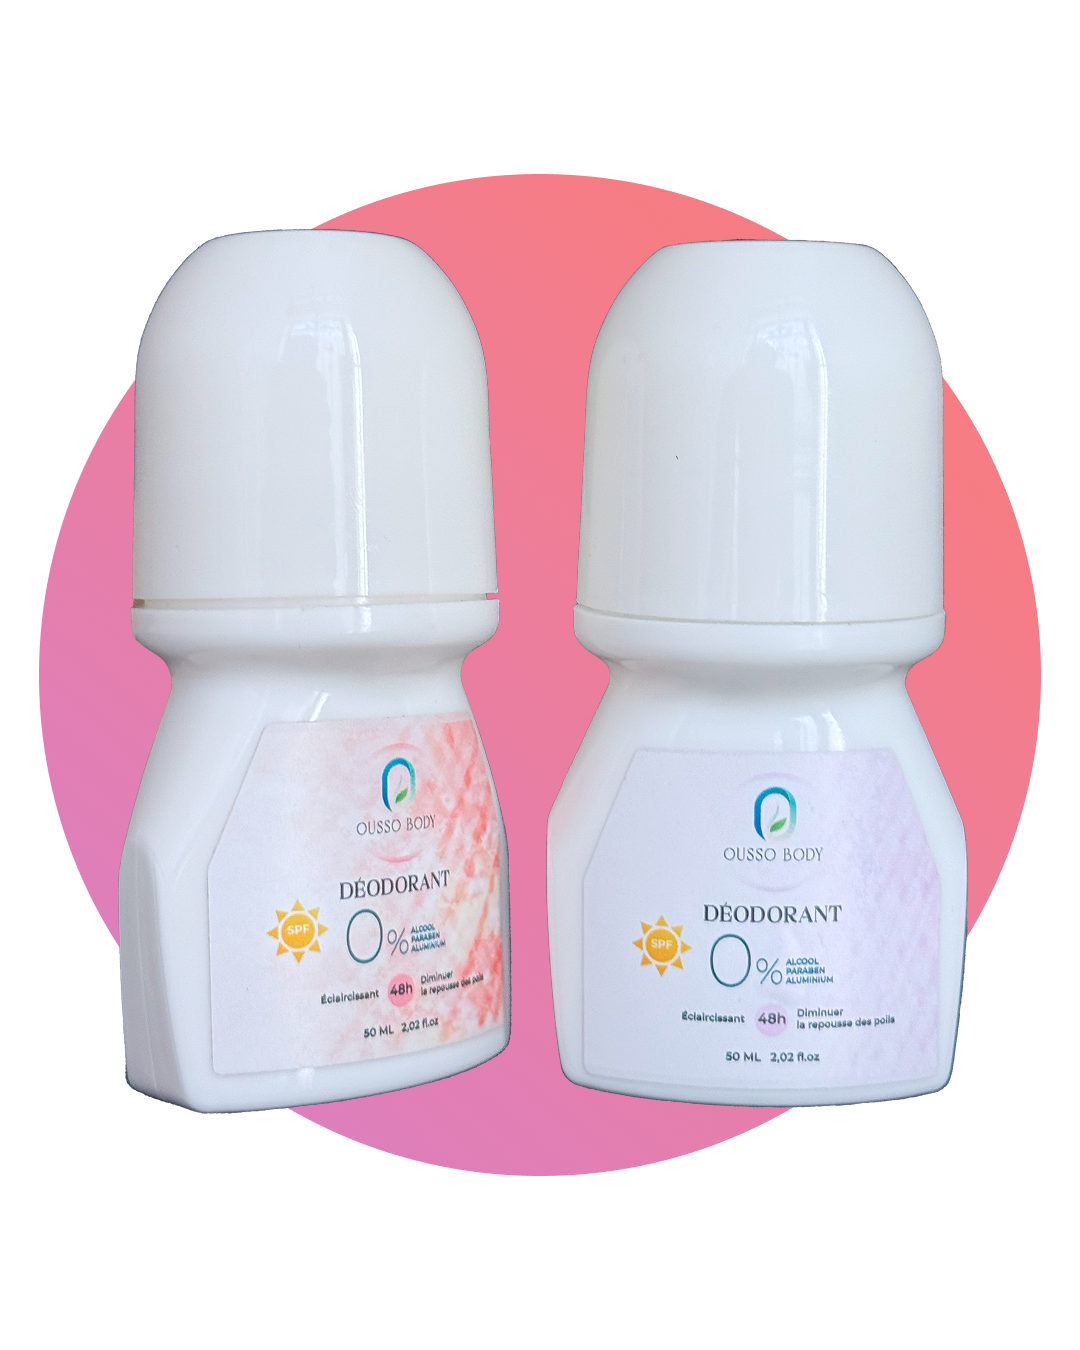 OUSSO BODY
DÉODORANT
SPF
0%
ALCOOL
PARABEN
ALUMINIUM
Éclaircissant
48h
Diminuer
la repousse des poils
50 ML 2,02 fl.oz
OUSSO BODY
DÉODORANT
SPF
0%
ALCOOL
PARABEN
ALUMINIUM
Éclaircissant
48h
Diminuer
la repousse des poils
50 ML 2,02 fl.oz